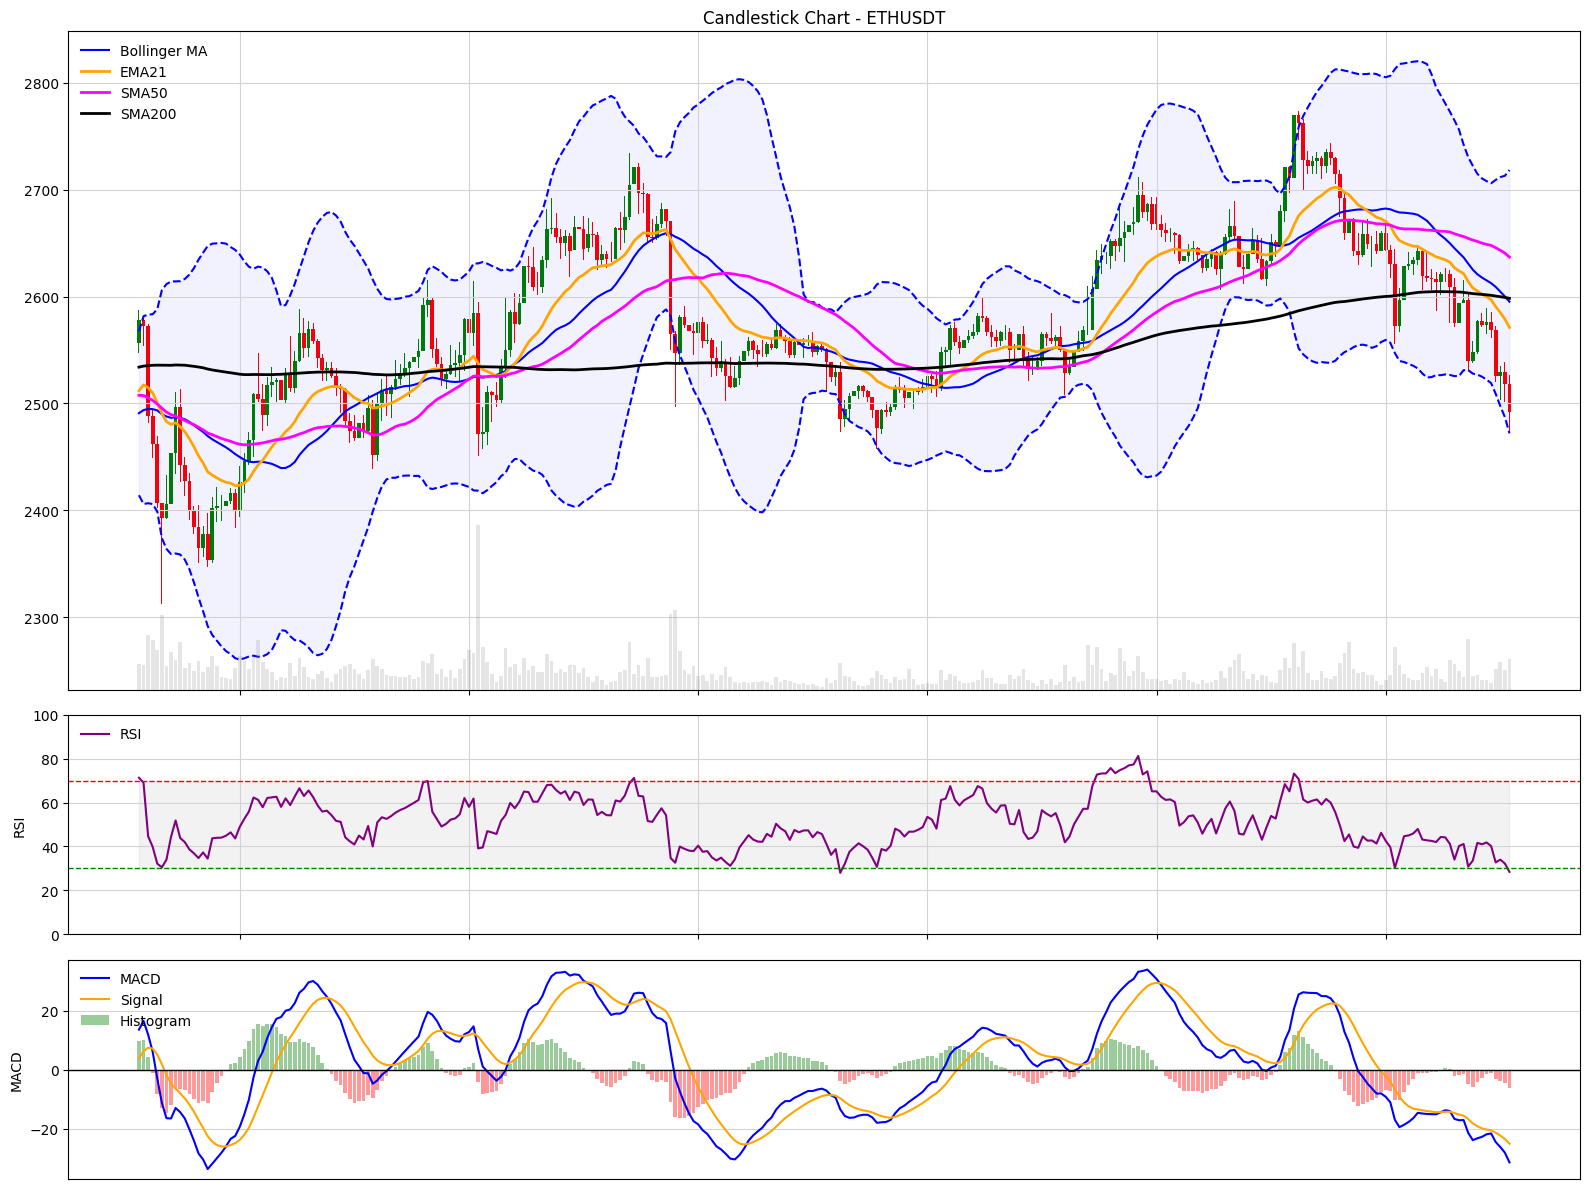 Candlestick Chart - ETHUSDT
Bollinger MA
EMA21
SMA50
SMA200
2800
2700
2600
2500
2400
2300
RSI
100
80
60
40
20
0
RSI
MACD
Signal
Histogram
20
0
−20
MACD